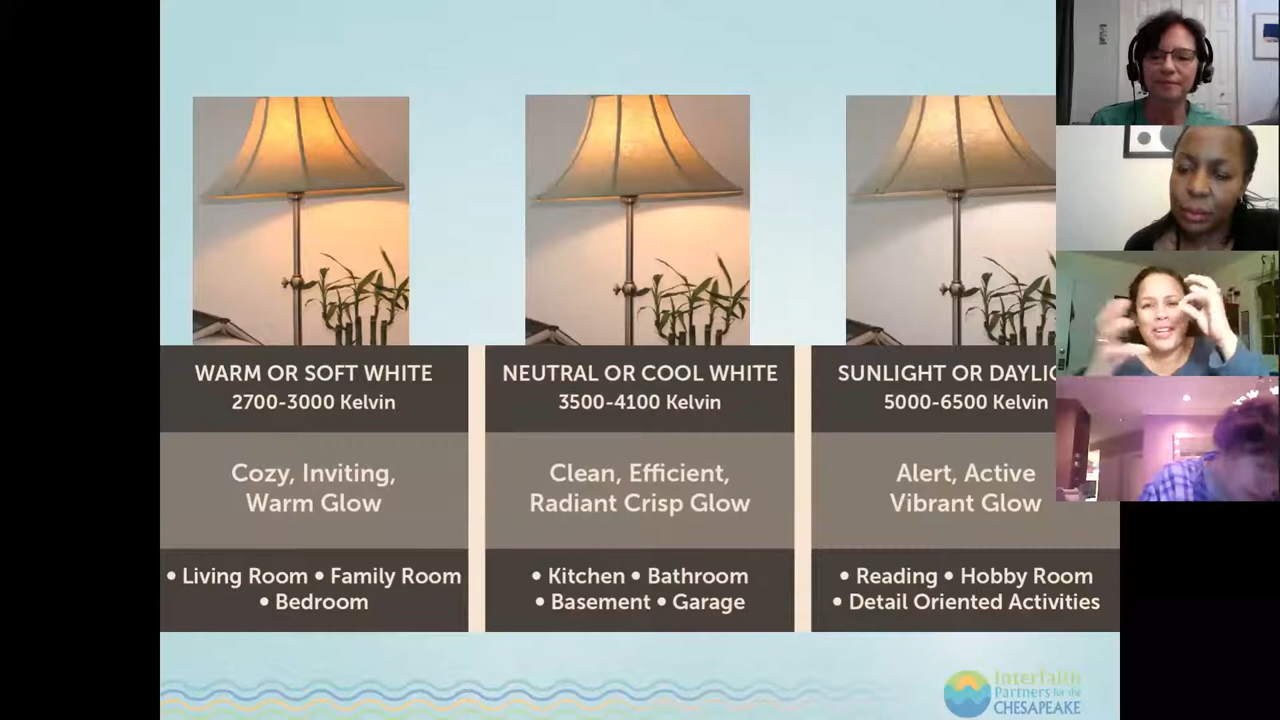 WARM OR SOFT WHITE
2700-3000 Kelvin
Cozy, Inviting,
Warm Glow
• Living Room • Family Room
• Bedroom
NEUTRAL OR COOL WHITE
3500-4100 Kelvin
Clean, Efficient,
Radiant Crisp Glow
• Kitchen • Bathroom
• Basement • Garage
SUNLIGHT OR
5000-6500 Kelvin
Alert, Active
Vibrant Glow
• Reading • Hobby Room
• Detail Oriented Activities
Interfaith
Partners for the
CHESAPEAKE